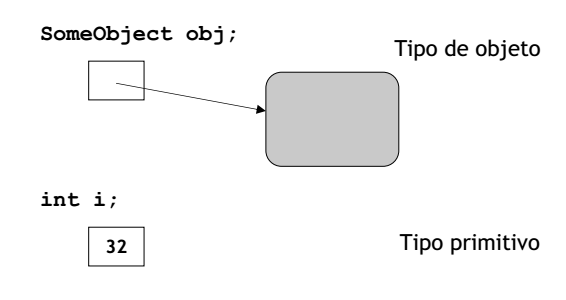 SomeObject obj;
Tipo de objeto
int i;
32
Tipo primitivo